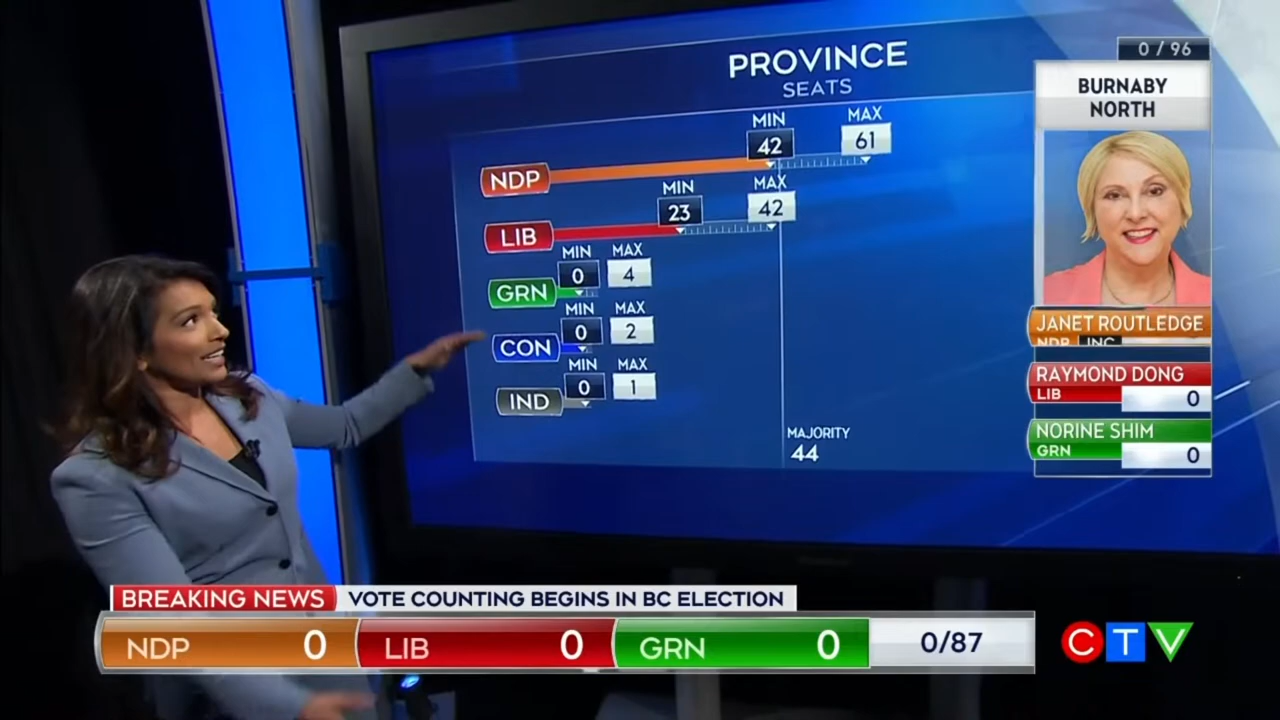 PROVINCE
SEATS
MIN
42
MAX
61
NDP
MIN
23
MAX
42
LIB
MIN
0
MAX
4
GRN
MIN
0
MAX
2
CON
MIN
0
MAX
1
IND
MAJORITY
44
0 / 96
BURNABY
NORTH
JANET ROUTLEDGE
NDP INC
RAYMOND DONG
LIB 0
NORINE SHIM
GRN 0
BREAKING NEWS VOTE COUNTING BEGINS IN BC ELECTION
NDP 0 LIB 0 GRN 0 0/87
CTV